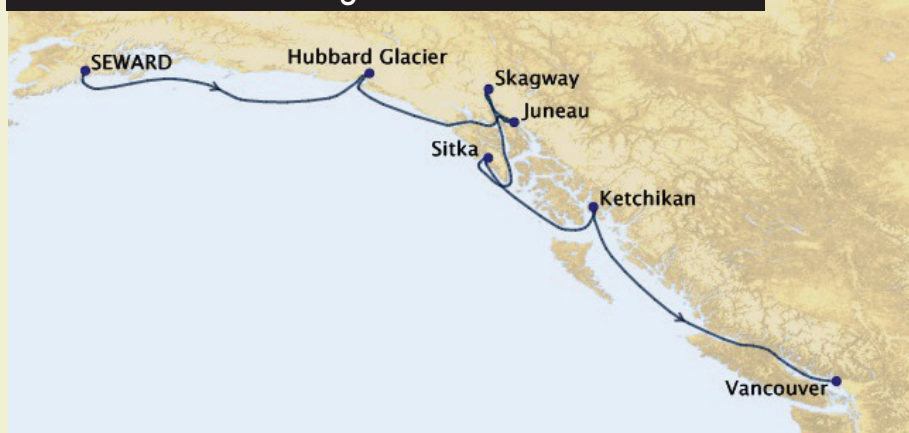 SEWARD
Hubbard Glacier
Skagway
Juneau
Sitka
Ketchikan
Vancouver